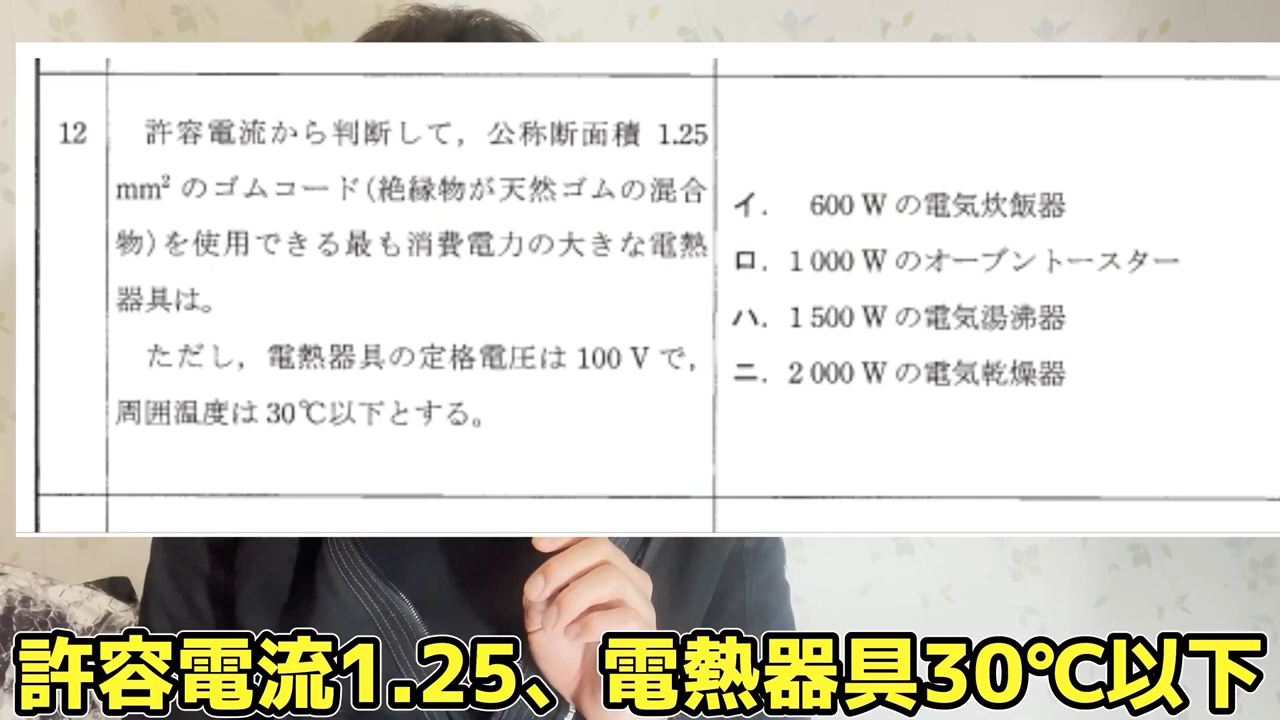 12
許容電流から判断して，公称断面積 1.25
mm² のゴムコード(絶縁物が天然ゴムの混合
物)を使用できる最も消費電力の大きな電熱
器具は。
ただし，電熱器具の定格電圧は 100 V で，
周囲温度は 30℃以下とする。
イ． 600 W の電気炊飯器
ロ．1 000 W のオーブントースター
ハ．1 500 W の電気湯沸器
ニ．2 000 W の電気乾燥器
許容電流1.25、電熱器具30℃以下